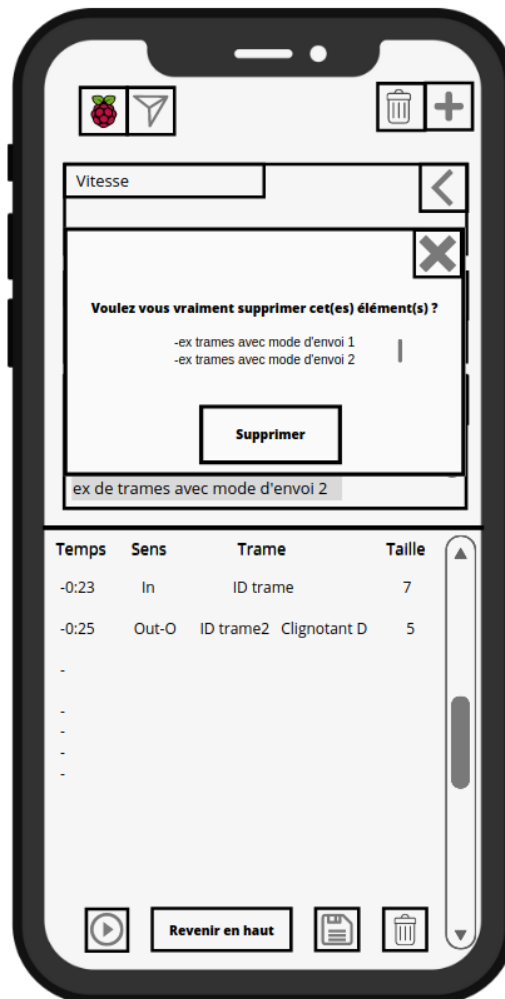 Vitesse
Voulez vous vraiment supprimer cet(es) élément(s) ?
-ex trames avec mode d'envoi 1
-ex trames avec mode d'envoi 2
Supprimer
ex de trames avec mode d'envoi 2
Temps Sens Trame Taille
-0:23 In ID trame 7
-0:25 Out-O ID trame2 Clignotant D 5
-
-
-
-
-
Revenir en haut